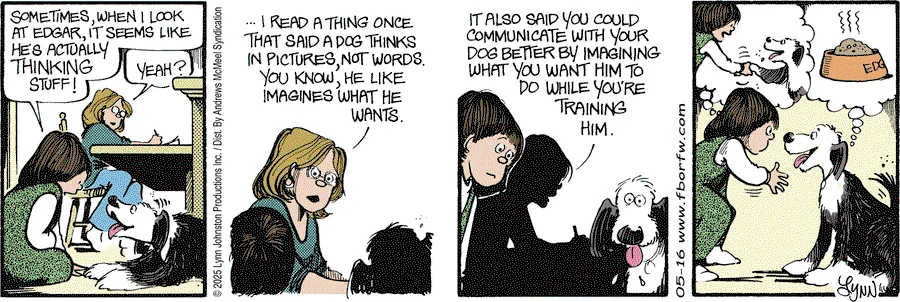 SOMETIMES, WHEN I LOOK
AT EDGAR, IT SEEMS LIKE
HE'S ACTUALLY
THINKING
STUFF!
YEAH?
© 2025 Lynn Johnston Productions Inc. / Dist. By Andrews McMeel Syndication
... I READ A THING ONCE
THAT SAID A DOG THINKS
IN PICTURES, NOT WORDS.
YOU KNOW, HE LIKE
IMAGINES WHAT HE
WANTS.
IT ALSO SAID YOU COULD
COMMUNICATE WITH YOUR
DOG BETTER BY IMAGINING
WHAT YOU WANT HIM TO
DO WHILE YOU'RE
TRAINING
HIM.
05-16 www.fborfw.com
EDG
LYNN